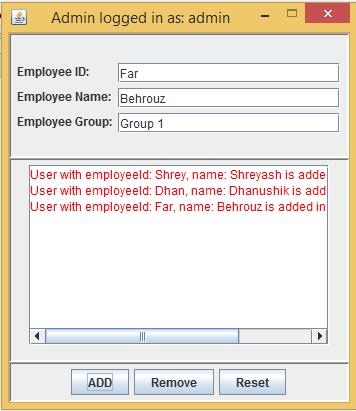 Admin logged in as: admin
Employee ID: Far
Employee Name: Behrouz
Employee Group: Group 1
User with employeeId: Shrey, name: Shreyash is adde
User with employeeId: Dhan, name: Dhanushik is add
User with employeeId: Far, name: Behrouz is added in
ADD Remove Reset